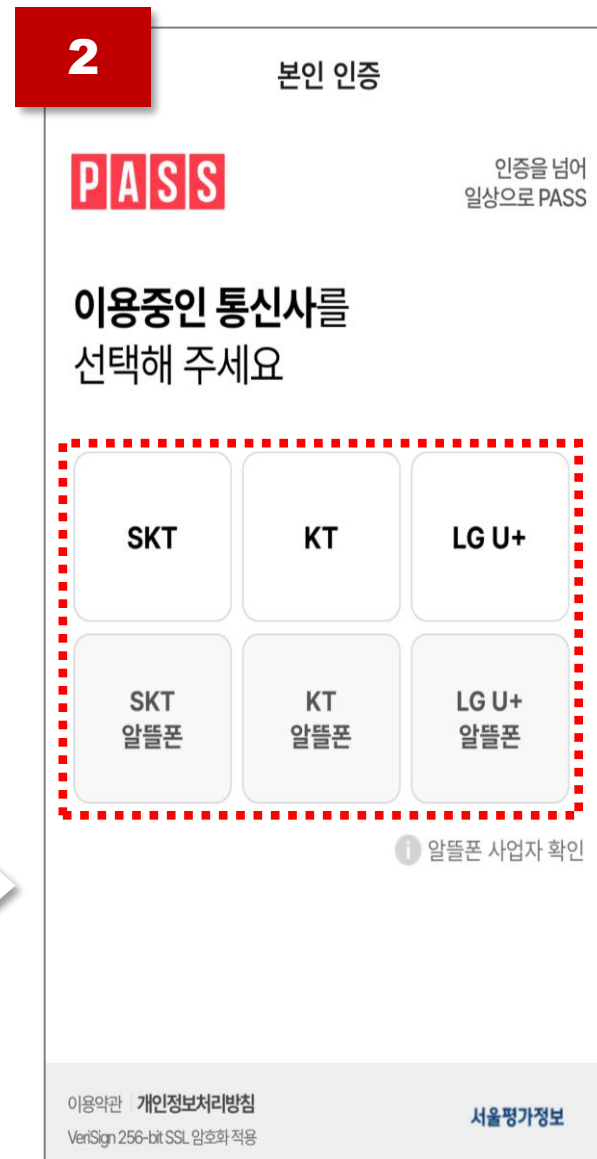 2
본인 인증
PASS
인증을 넘어
일상으로 PASS
이용중인 통신사를
선택해 주세요
SKT
KT
LG U+
SKT
알뜰폰
KT
알뜰폰
LG U+
알뜰폰
i 알뜰폰 사업자 확인
이용약관 | 개인정보처리방침
VeriSign 256-bit SSL 암호화 적용
서울평가정보